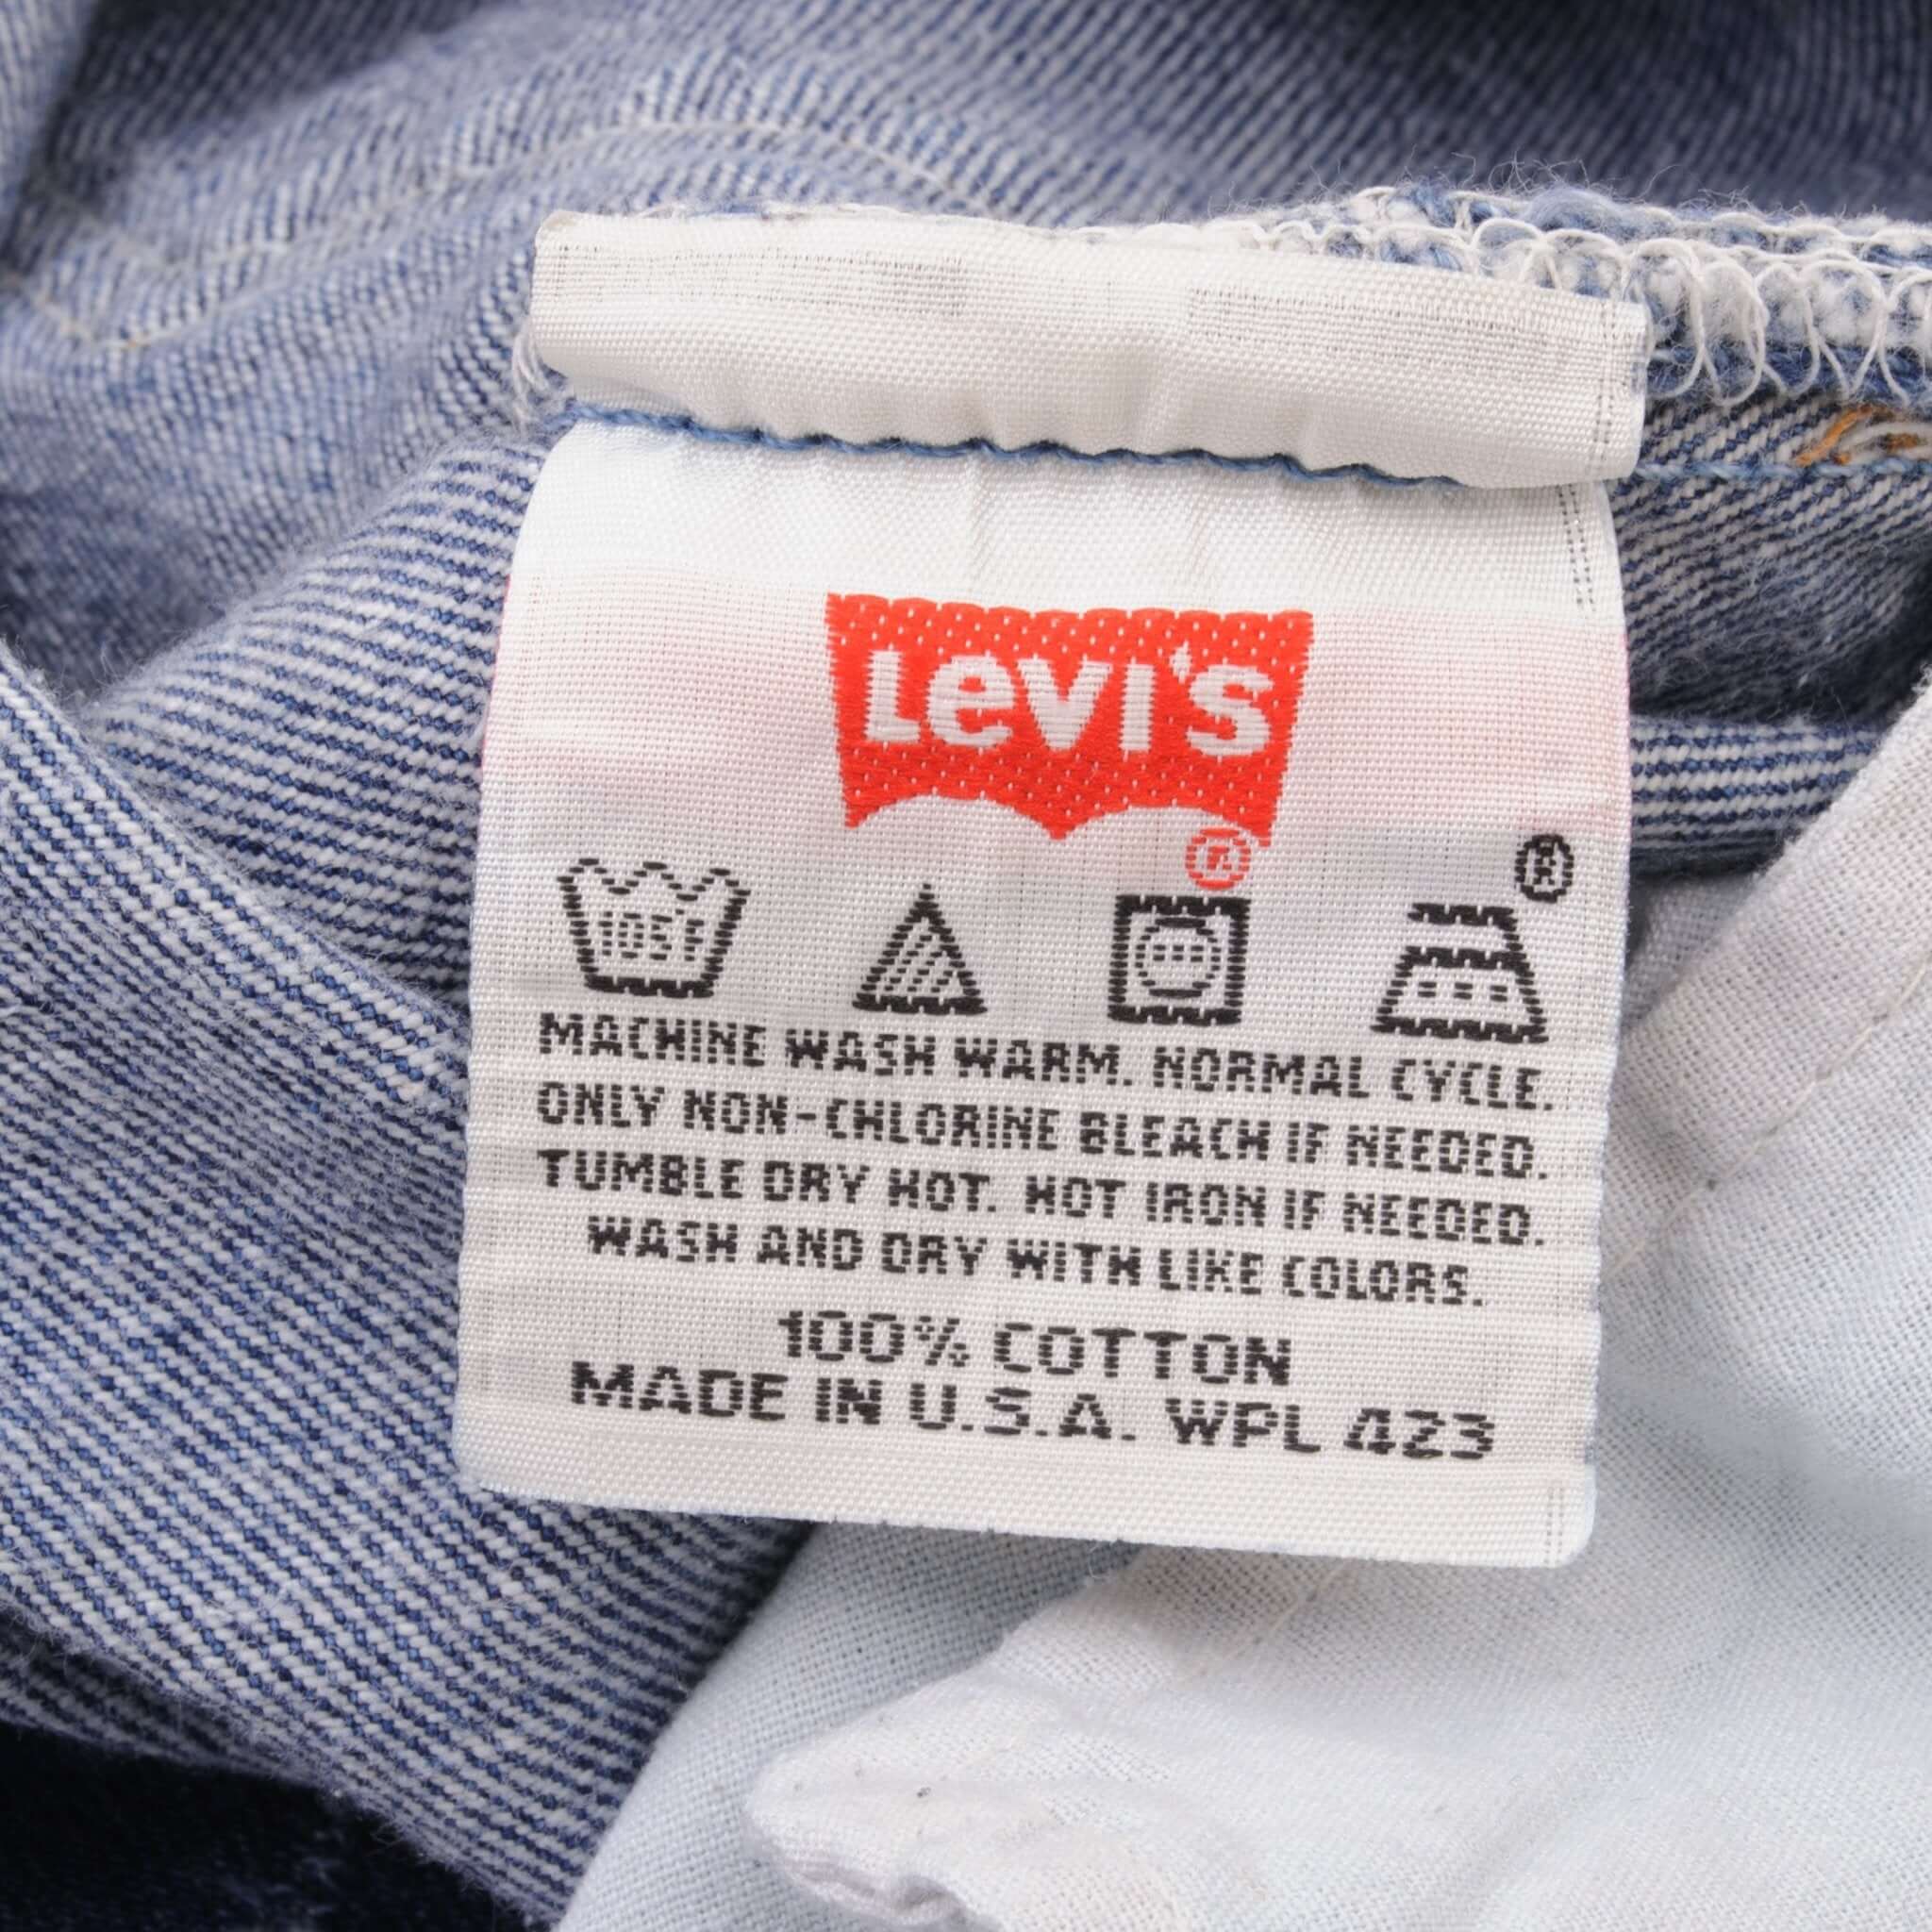 Levi's
®
®
105°F
MACHINE WASH WARM. NORMAL CYCLE.
ONLY NON-CHLORINE BLEACH IF NEEDED.
TUMBLE DRY HOT. HOT IRON IF NEEDED.
WASH AND DRY WITH LIKE COLORS.
100% COTTON
MADE IN U.S.A. WPL 423